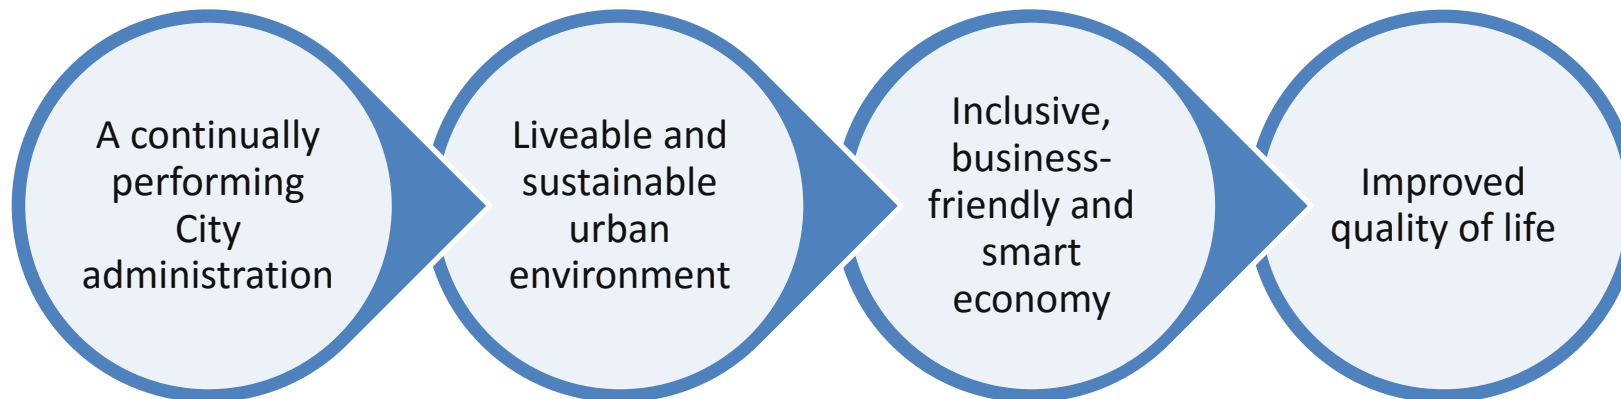 A continually
performing
City
administration
Liveable and
sustainable
urban
environment
Inclusive,
business-
friendly and
smart
economy
Improved
quality of life